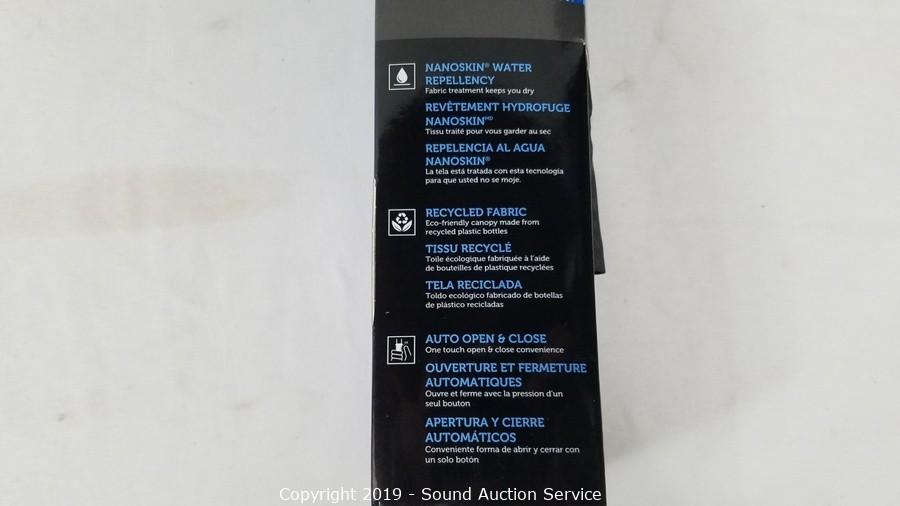 NANOSKIN® WATER
REPELLENCY
Fabric treatment keeps you dry
REVÊTEMENT HYDROFUGE
NANOSKINᴹᴰ
Tissu traité pour vous garder au sec
REPELENCIA AL AGUA
NANOSKIN®
La tela está tratada con esta tecnología
para que usted no se moje.
RECYCLED FABRIC
Eco-friendly canopy made from
recycled plastic bottles
TISSU RECYCLÉ
Toile écologique fabriquée à l'aide
de bouteilles de plastique recyclées
TELA RECICLADA
Toldo ecológico fabricado de botellas
de plástico recicladas
AUTO OPEN & CLOSE
One touch open & close convenience
OUVERTURE ET FERMETURE
AUTOMATIQUES
Ouvre et ferme avec la pression d'un
seul bouton
APERTURA Y CIERRE
AUTOMÁTICOS
Conveniente forma de abrir y cerrar con
un solo botón
Copyright 2019 - Sound Auction Service